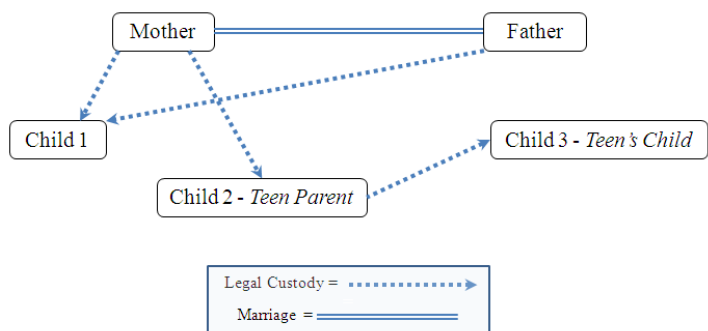 Mother
Father
Child 1
Child 3 - Teen's Child
Child 2 - Teen Parent
Legal Custody =
Marriage =